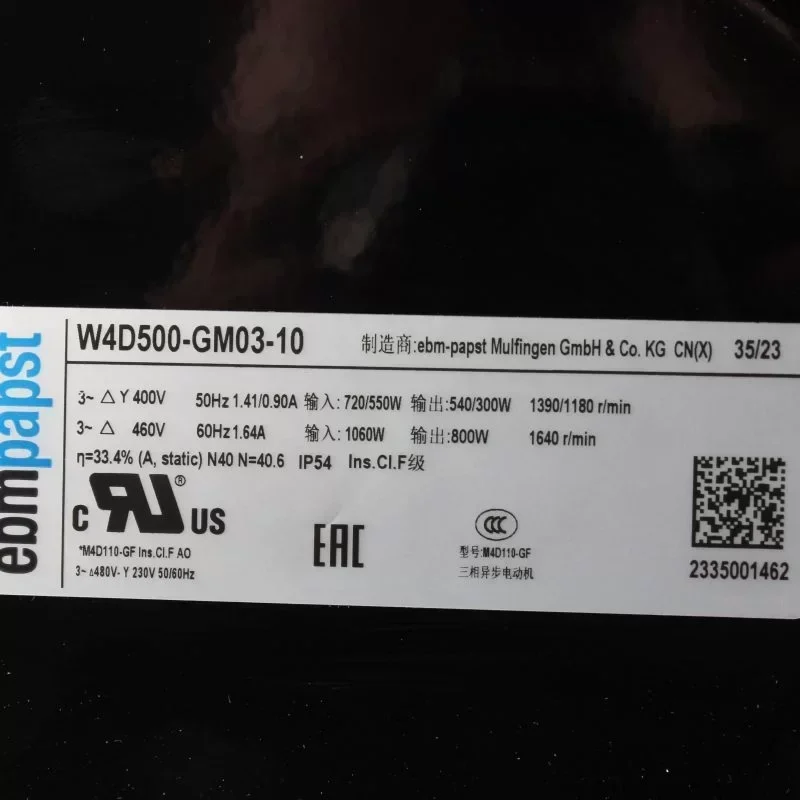 ebmpapst
W4D500-GM03-10 制造商:ebm-papst Mulfingen GmbH & Co. KG CN(X) 35/23
3~ △ Y 400V 50Hz 1.41/0.90A 输入: 720/550W 输出:540/300W 1390/1180 r/min
3~ △ 460V 60Hz 1.64A 输入: 1060W 输出:800W 1640 r/min
η=33.4% (A, static) N40 N=40.6 IP54 Ins.Cl.F级
c RU® US
EAC
CCC
*M4D110-GF Ins.Cl.F AO
3~ △480V- Y 230V 50/60Hz
型号:M4D110-GF
三相异步电动机
2335001462